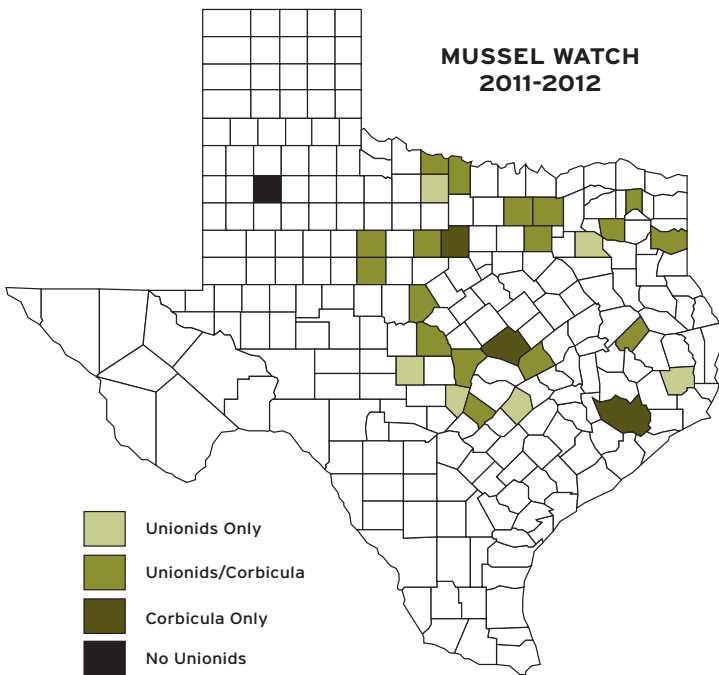 MUSSEL WATCH
2011-2012
Unionids Only
Unionids/Corbicula
Corbicula Only
No Unionids